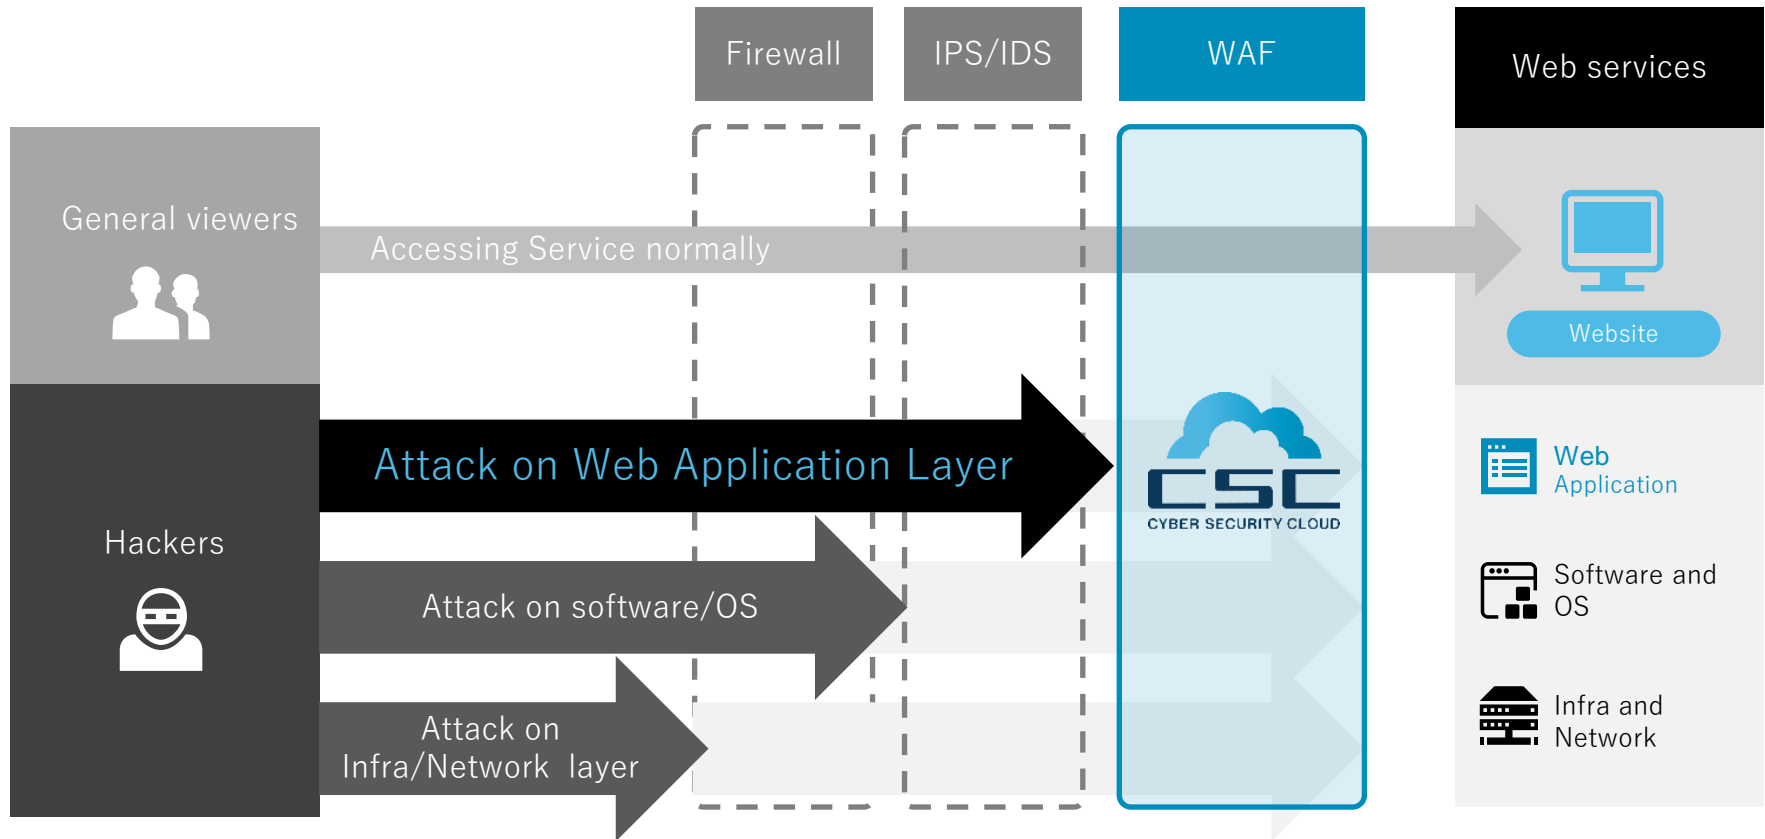 Firewall
IPS/IDS
WAF
Web services
General viewers
Accessing Service normally
Website
Hackers
Attack on Web Application Layer
CSC
CYBER SECURITY CLOUD
Web
Application
Attack on software/OS
Software and
OS
Attack on
Infra/Network layer
Infra and
Network